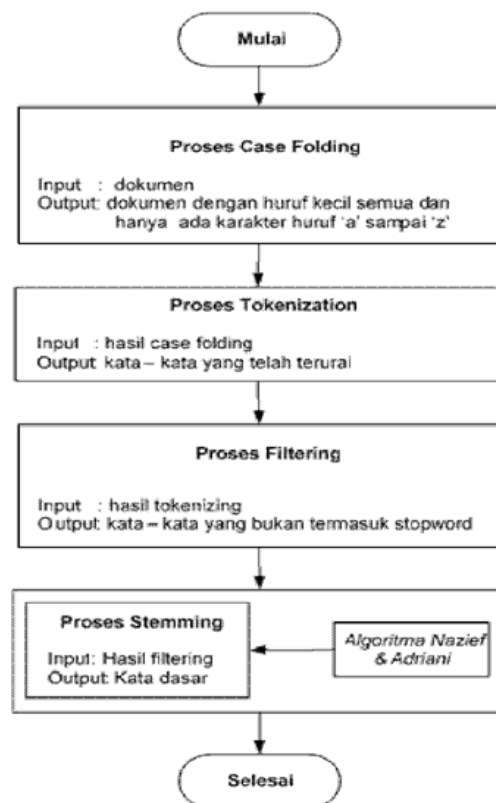 Mulai
Proses Case Folding
Input : dokumen
Output: dokumen dengan huruf kecil semua dan
hanya ada karakter huruf 'a' sampai 'z'
Proses Tokenization
Input : hasil case folding
Output: kata – kata yang telah terurai
Proses Filtering
Input : hasil tokenizing
Output: kata – kata yang bukan termasuk stopword
Proses Stemming
Input: Hasil filtering
Output: Kata dasar
Algoritma Nazief
& Adriani
Selesai